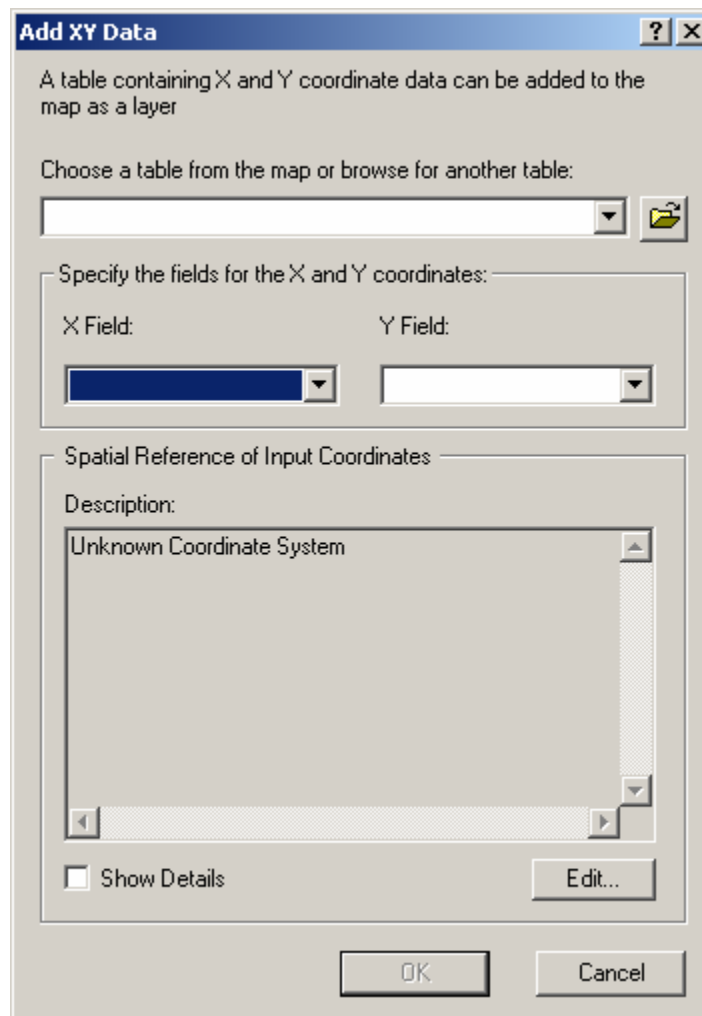 Add XY Data
A table containing X and Y coordinate data can be added to the
map as a layer
Choose a table from the map or browse for another table:
Specify the fields for the X and Y coordinates:
X Field:
Y Field:
Spatial Reference of Input Coordinates
Description:
Unknown Coordinate System
Show Details
Edit...
OK
Cancel